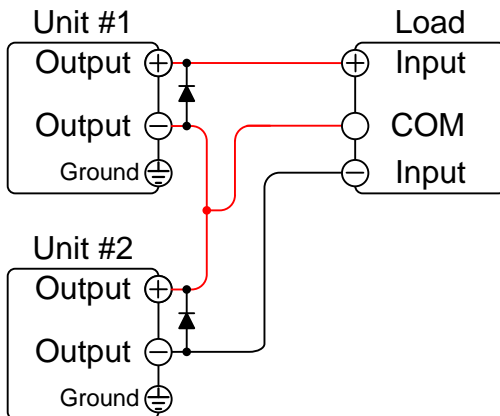 Unit #1
Output +
Output −
Ground
Load
+ Input
COM
− Input
Unit #2
Output +
Output −
Ground